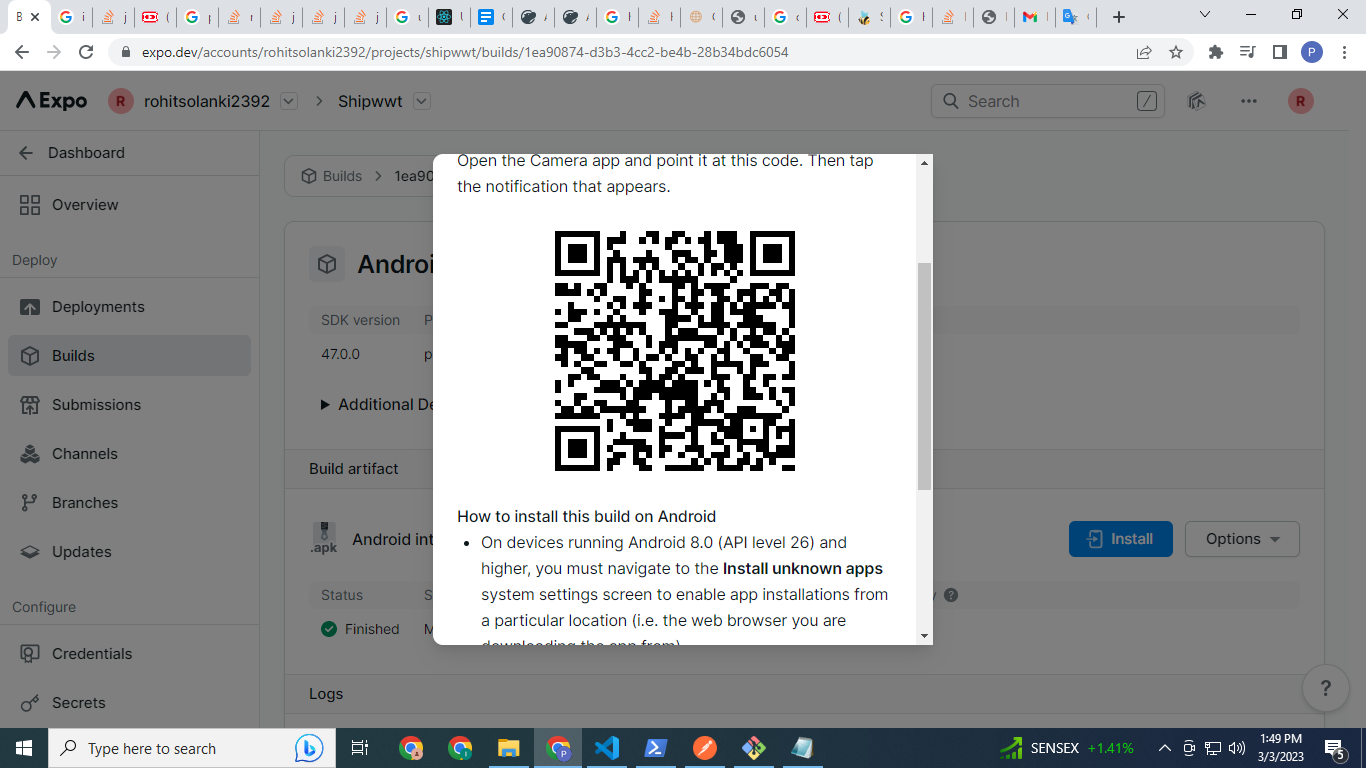 expo.dev/accounts/rohitsolanki2392/projects/shipwwt/builds/1ea90874-d3b3-4cc2-be4b-28b34bdc6054
P
Expo
R
rohitsolanki2392
Shipwwt
Search
/
R
Dashboard
Overview
Deploy
Deployments
Builds
Submissions
Channels
Branches
Updates
Configure
Credentials
Secrets
Builds
1ea90
Androi
SDK version
47.0.0
Additional De
Build artifact
.apk
Android int
Install
Options
Status
Finished
Logs
Open the Camera app and point it at this code. Then tap
the notification that appears.
How to install this build on Android
On devices running Android 8.0 (API level 26) and
higher, you must navigate to the Install unknown apps
system settings screen to enable app installations from
a particular location (i.e. the web browser you are
downloading the app from)
?
Type here to search
SENSEX +1.41%
1:49 PM
3/3/2023
5